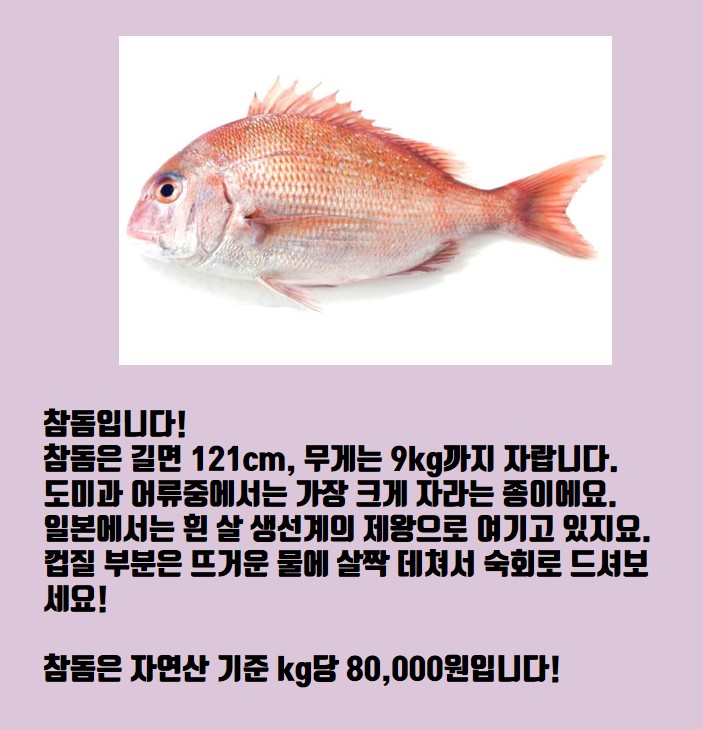 참돔입니다!
참돔은 길면 121cm, 무게는 9kg까지 자랍니다.
도미과 어류중에서는 가장 크게 자라는 종이에요.
일본에서는 흰 살 생선계의 제왕으로 여기고 있지요.
껍질 부분은 뜨거운 물에 살짝 데쳐서 숙회로 드셔보
세요!
참돔은 자연산 기준 kg당 80,000원입니다!